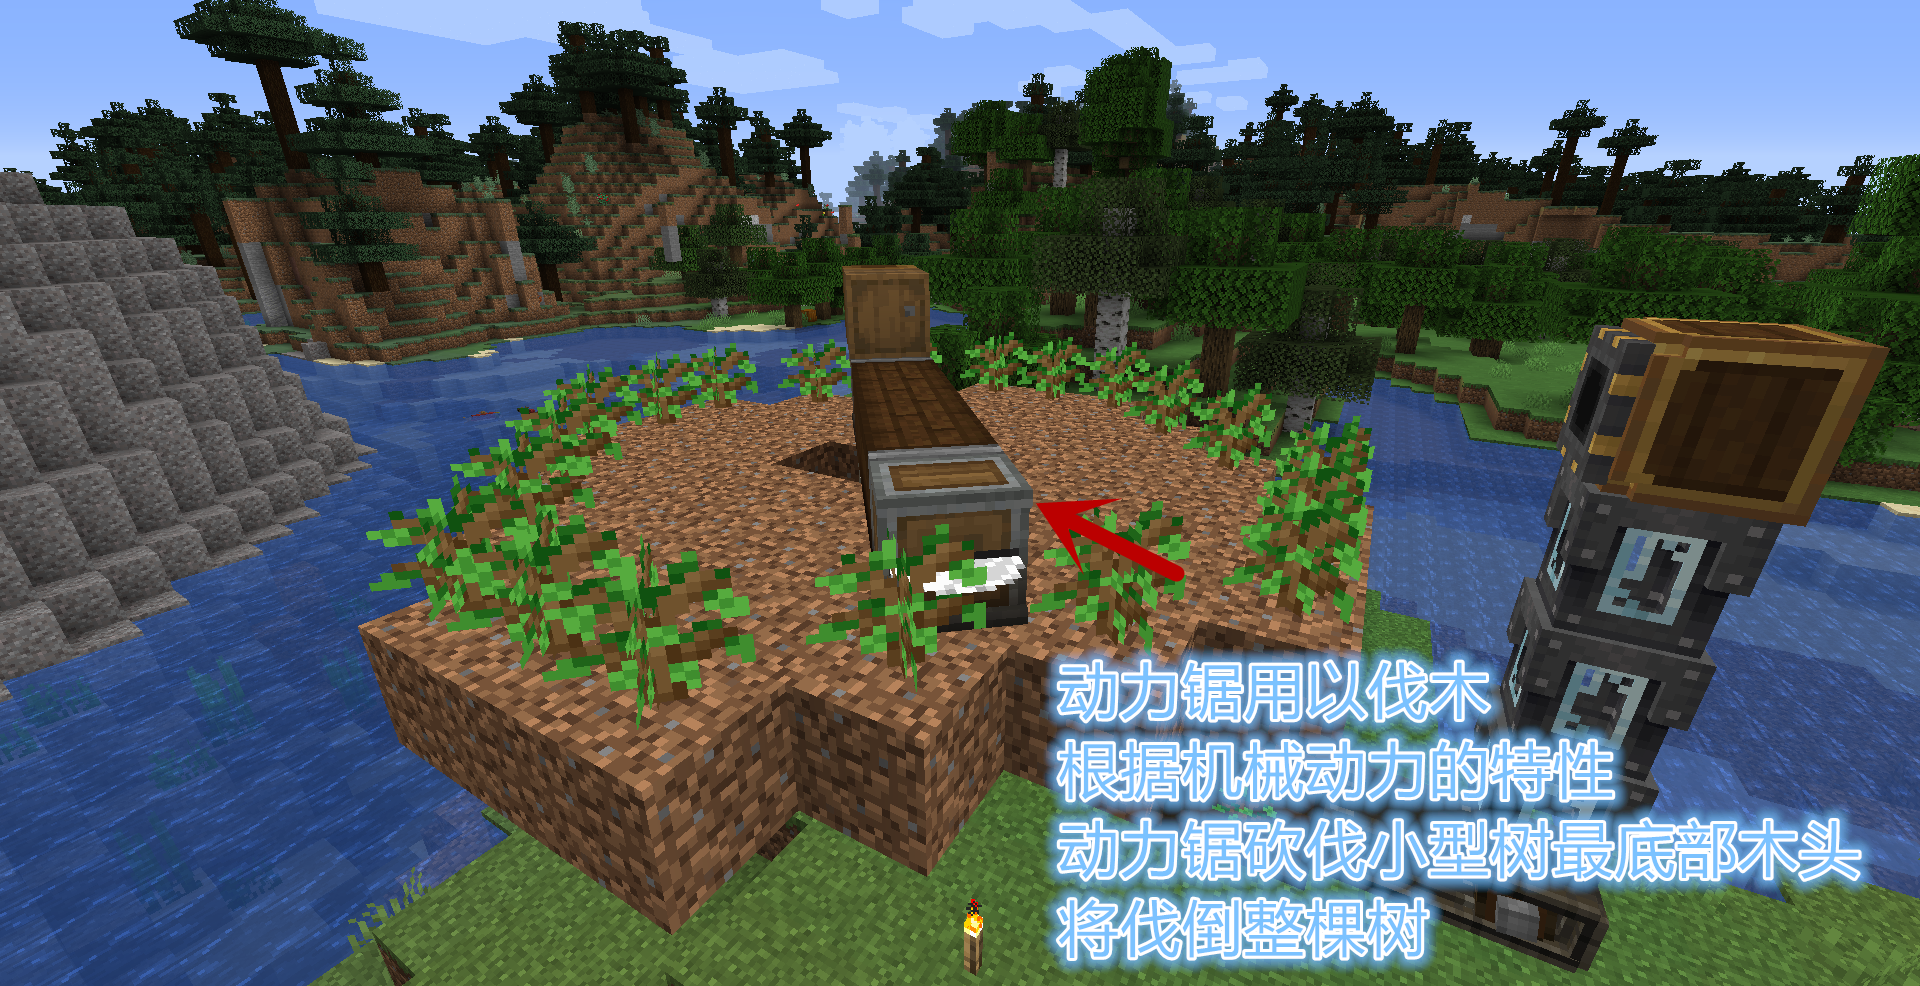 动力锯用以伐木
根据机械动力的特性
动力锯砍伐小型树最底部木头
将伐倒整棵树